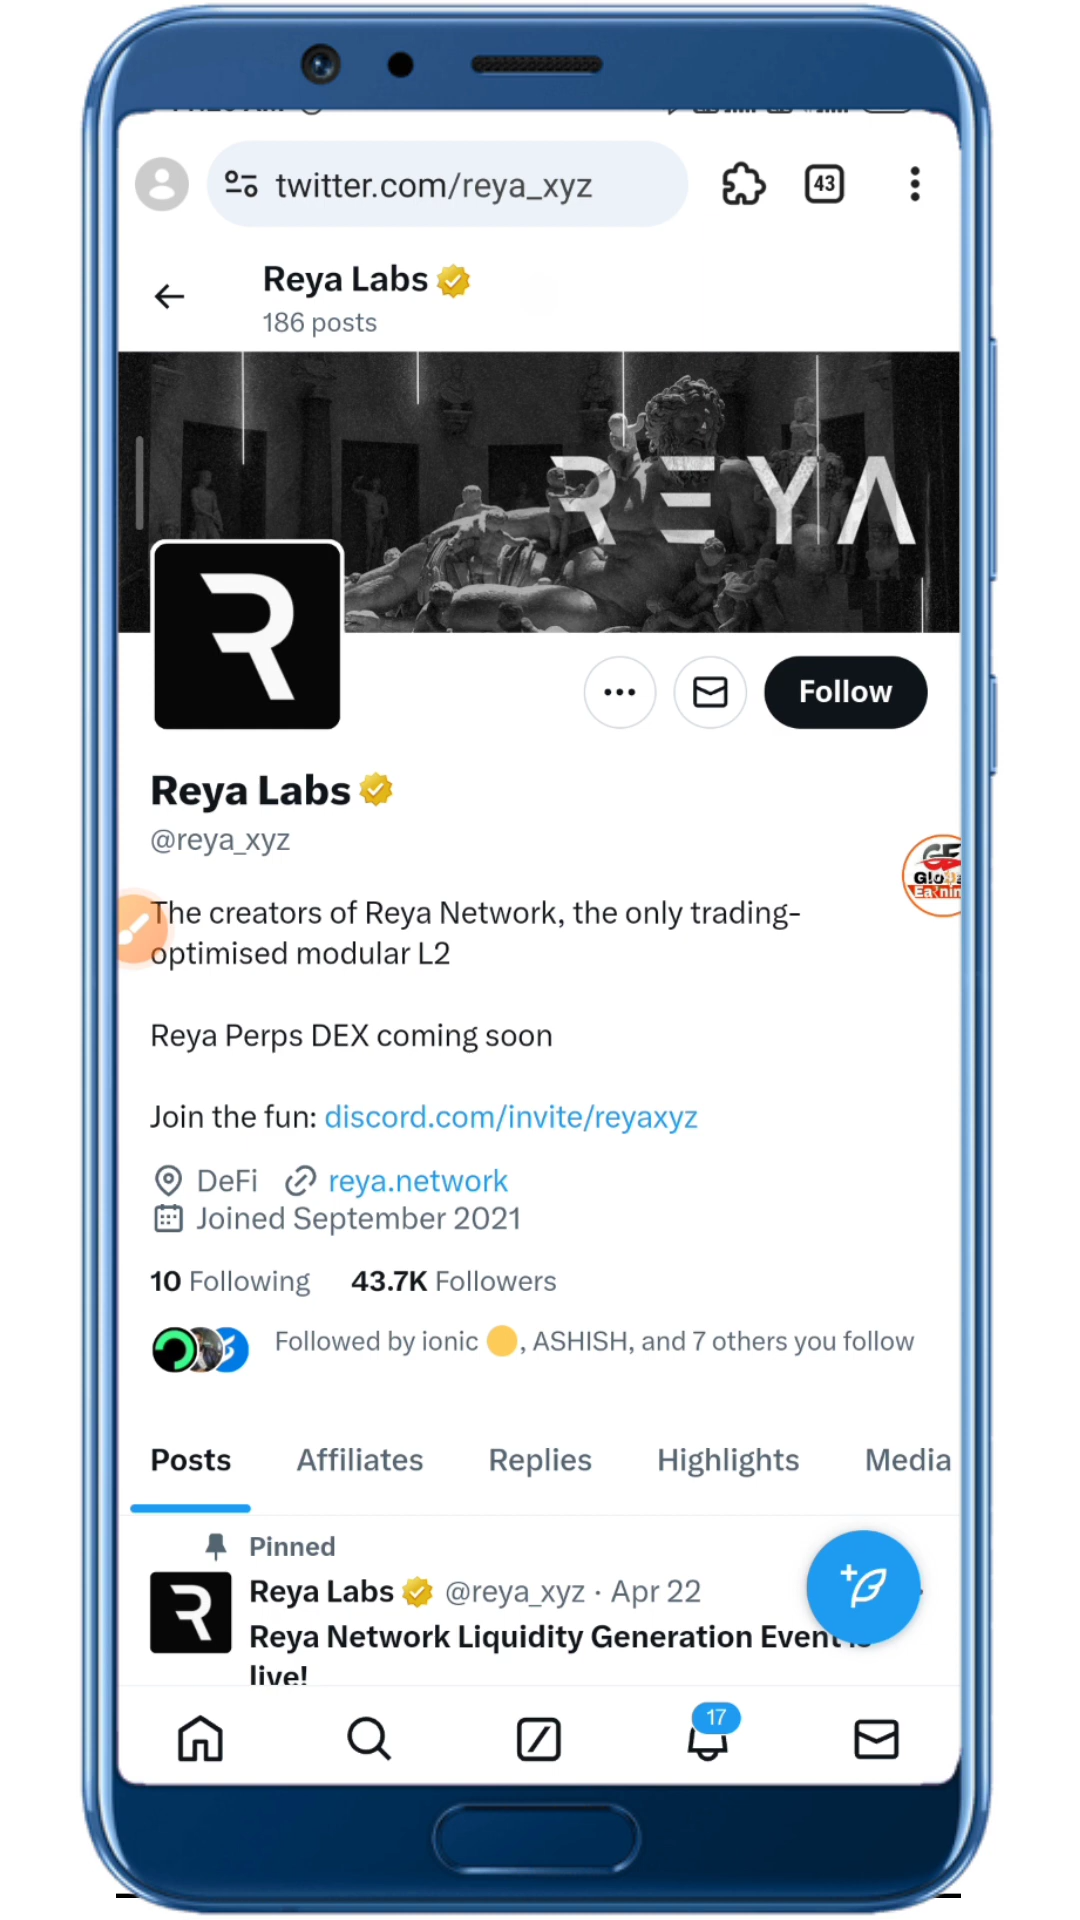 twitter.com/reya_xyz
43
Reya Labs
186 posts
REYA
R
Follow
Reya Labs
@reya_xyz
The creators of Reya Network, the only trading-
optimised modular L2
Reya Perps DEX coming soon
Join the fun: discord.com/invite/reyaxyz
DeFi reya.network
Joined September 2021
10 Following 43.7K Followers
Followed by ionic 🟡, ASHISH, and 7 others you follow
Posts Affiliates Replies Highlights Media
Pinned
Reya Labs @reya_xyz · Apr 22
Reya Network Liquidity Generation Event is
live!
17